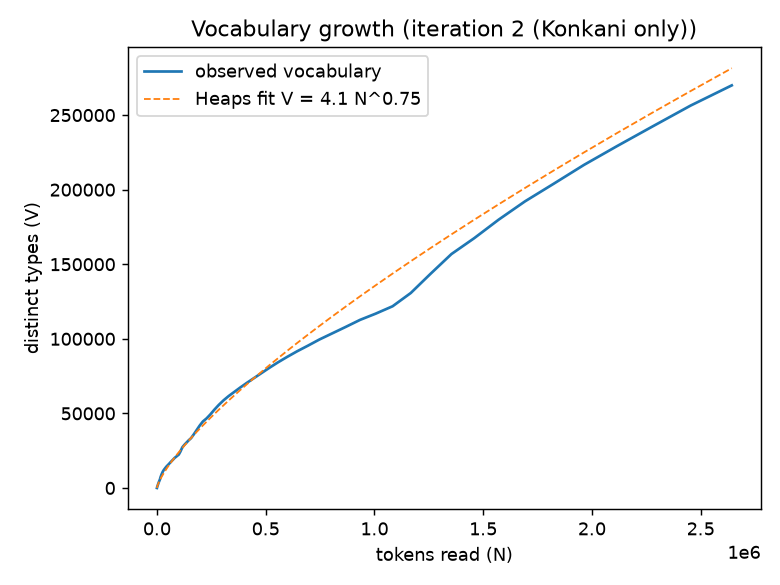 Vocabulary growth (iteration 2 (Konkani only))
observed vocabulary
Heaps fit V = 4.1 N^0.75
distinct types (V)
250000
200000
150000
100000
50000
0
0.0 0.5 1.0 1.5 2.0 2.5
1e6
tokens read (N)